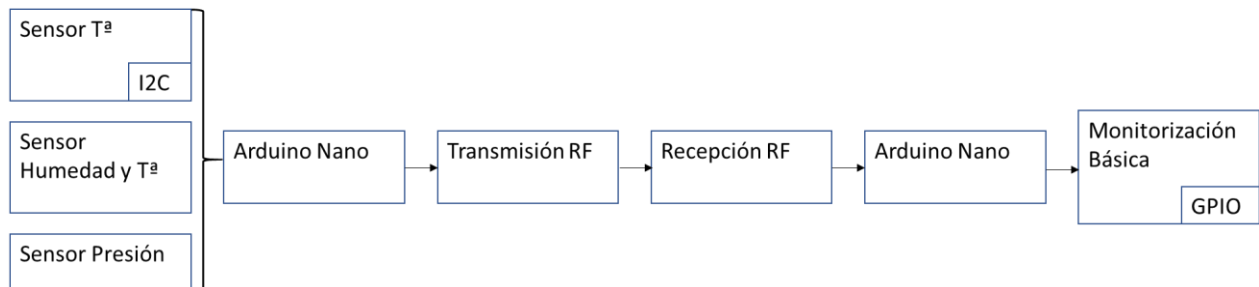 Sensor Tª
I2C
Sensor
Humedad y Tª
Sensor Presión
Arduino Nano
Transmisión RF
Recepción RF
Arduino Nano
Monitorización
Básica
GPIO